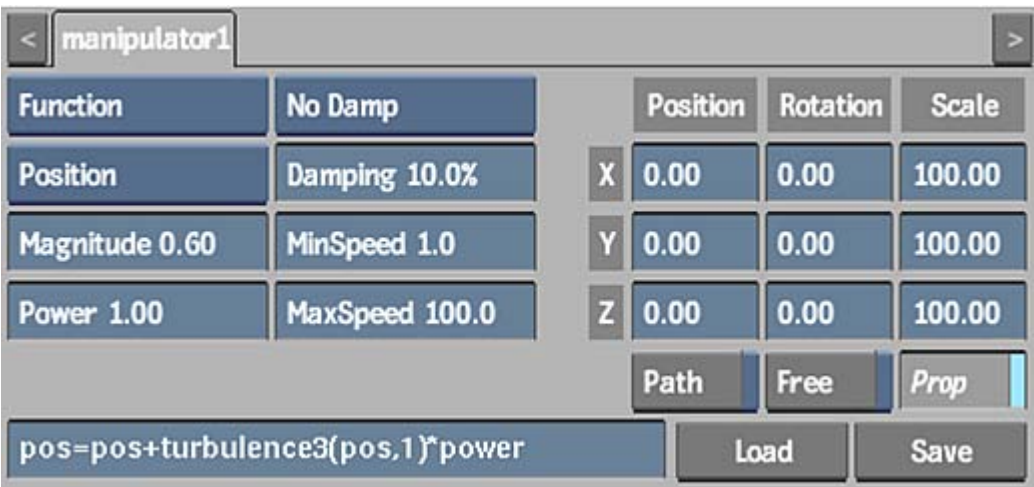 < manipulator1 >
Function No Damp Position Rotation Scale
Position Damping 10.0% X 0.00 0.00 100.00
Magnitude 0.60 MinSpeed 1.0 Y 0.00 0.00 100.00
Power 1.00 MaxSpeed 100.0 Z 0.00 0.00 100.00
Path Free Prop
pos=pos+turbulence3(pos,1)*power Load Save